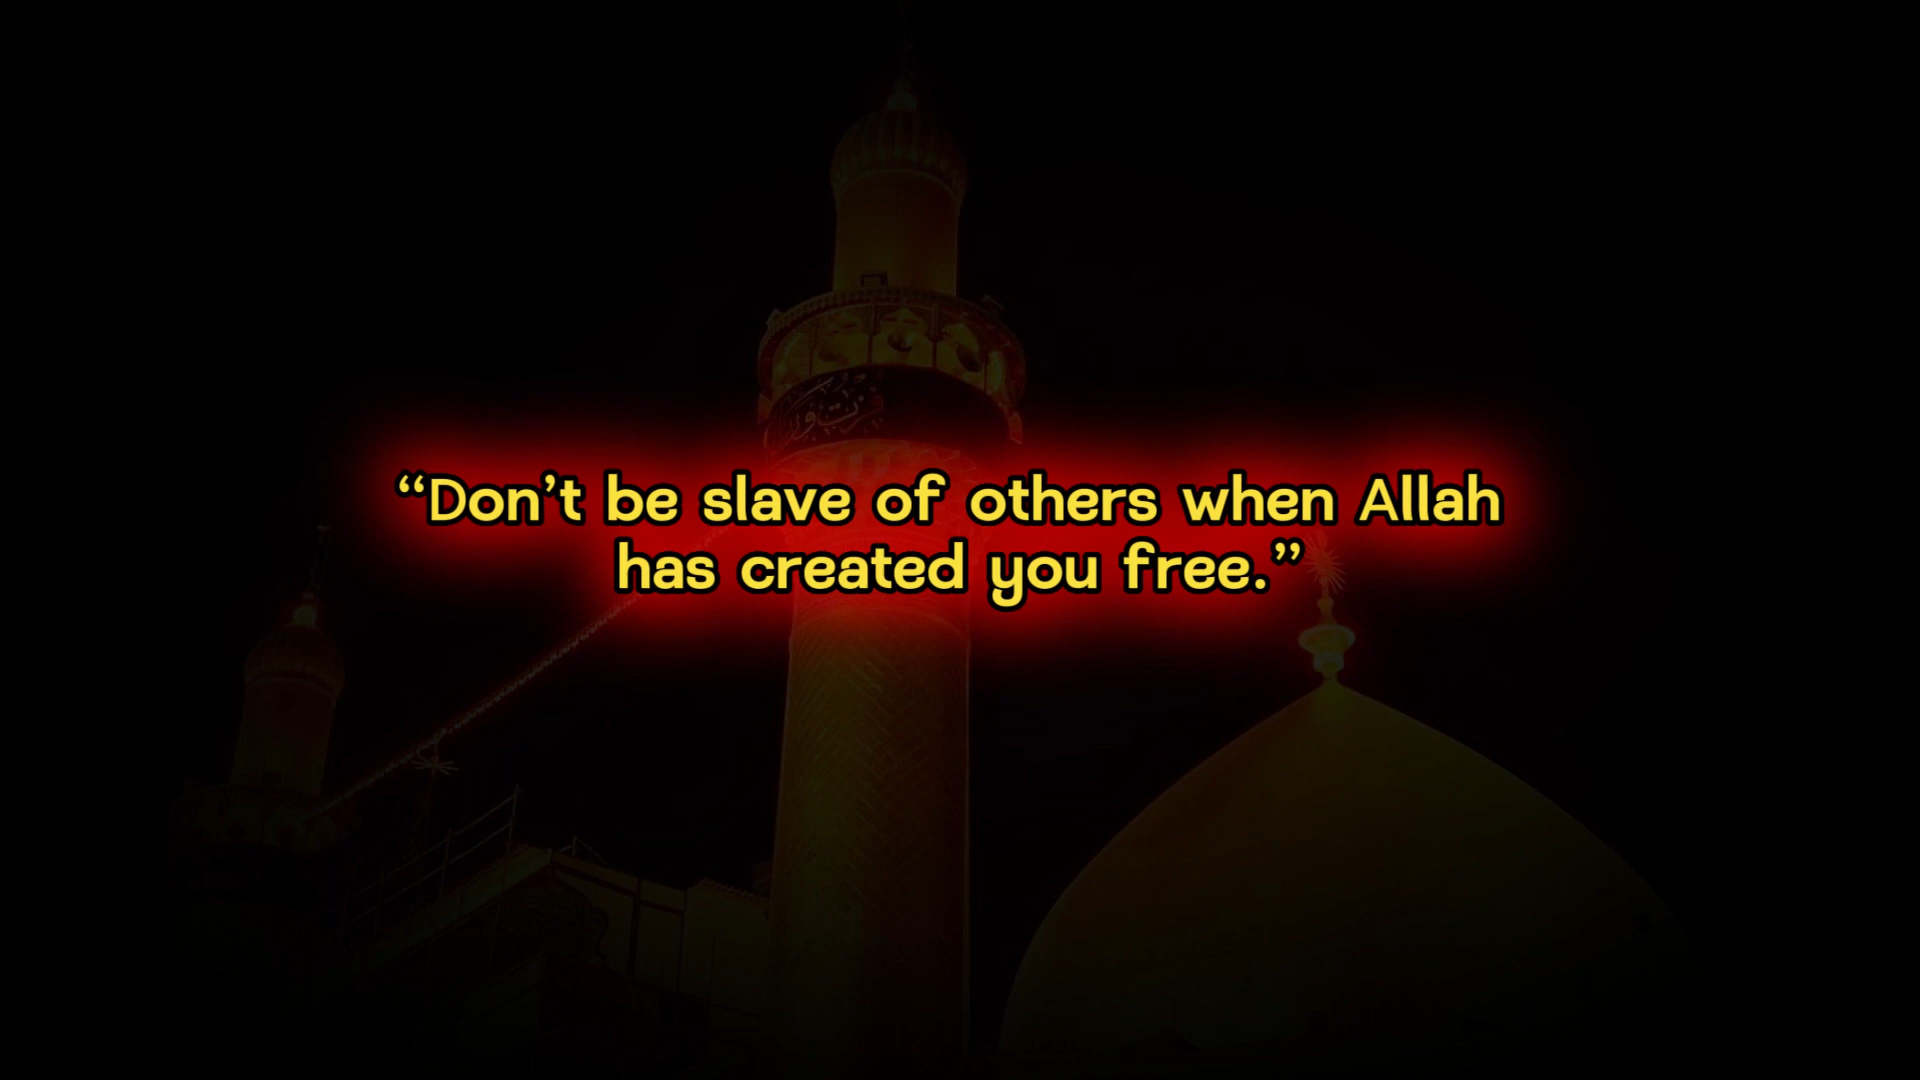 “Don’t be slave of others when Allah
has created you free.”